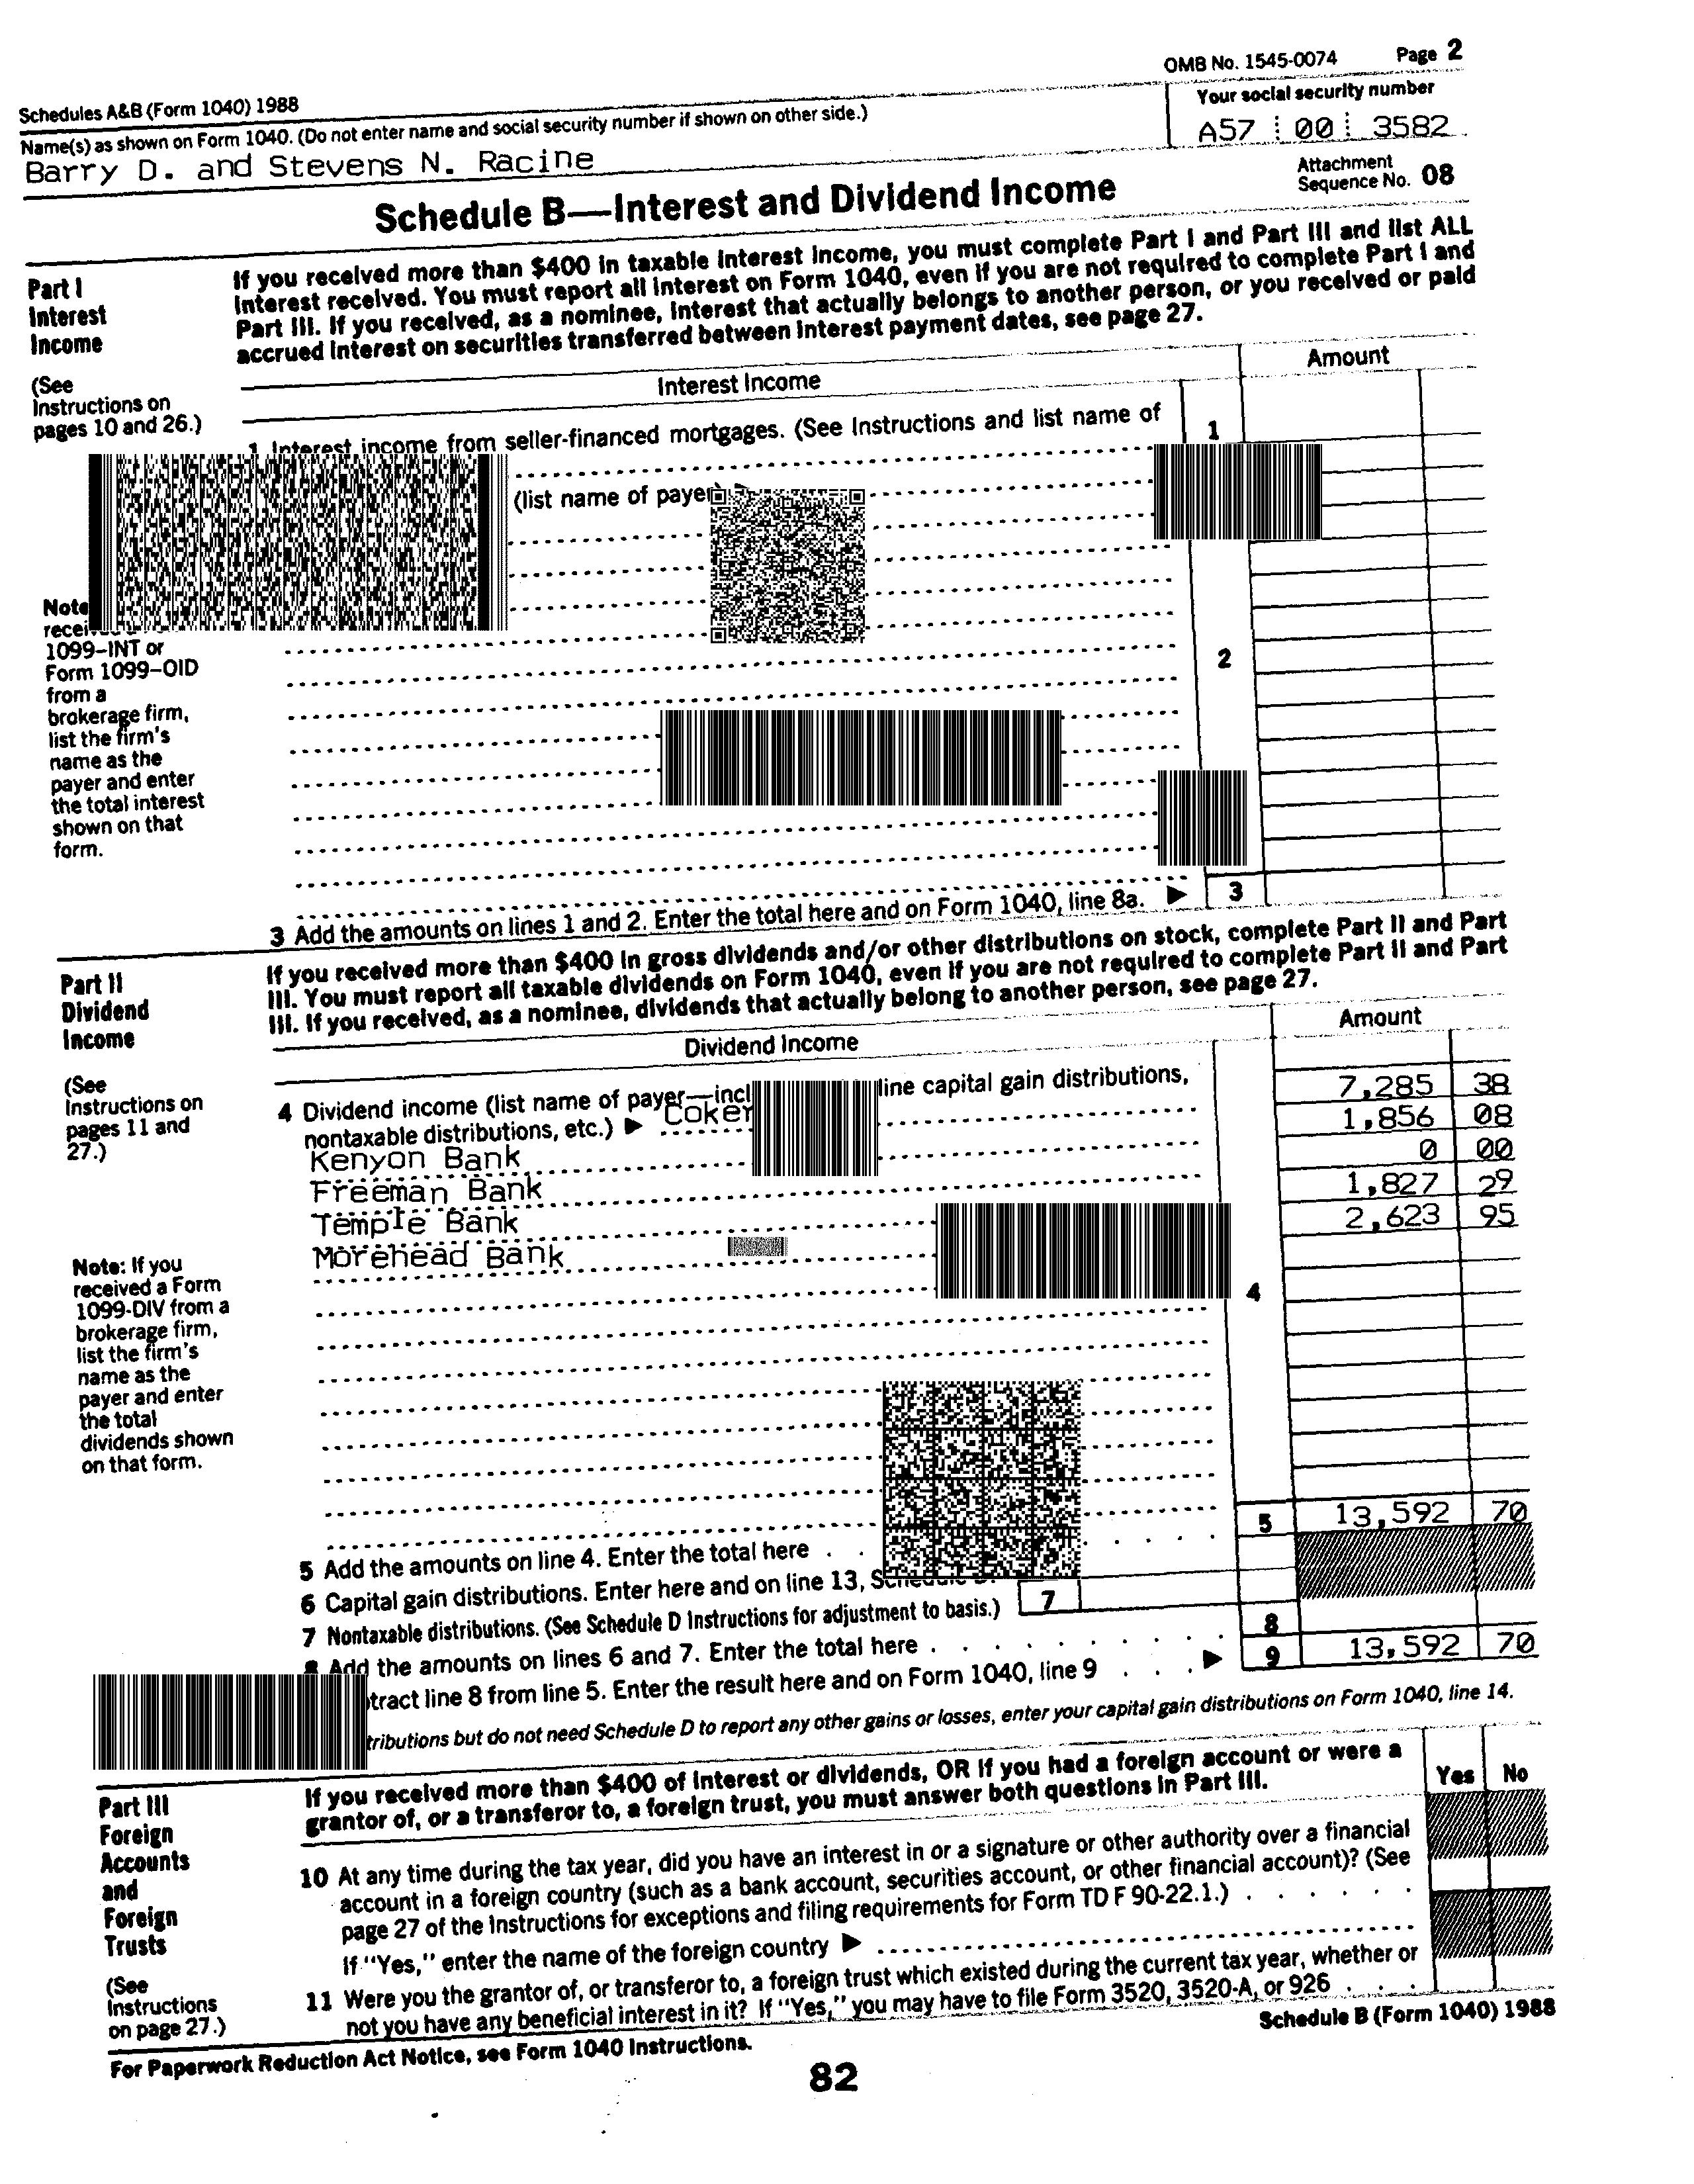 OMB No. 1545-0074 Page 2
Schedules A&B (Form 1040) 1988
Your social security number
Name(s) as shown on Form 1040. (Do not enter name and social security number if shown on other side.)
A57 00 3582
Barry D. and Stevens N. Racine
Attachment
Sequence No. 08
Schedule B—Interest and Dividend Income
Part I
Interest
Income
If you received more than $400 in taxable interest income, you must complete Part I and Part III and list ALL
interest received. You must report all interest on Form 1040, even if you are not required to complete Part I and
Part III. If you received, as a nominee, interest that actually belongs to another person, or you received or paid
accrued interest on securities transferred between interest payment dates, see page 27.
(See
Instructions on
pages 10 and 26.)
Interest Income
Amount
1 Interest income from seller-financed mortgages. (See Instructions and list name of
1
(list name of payer)
Note
1099-INT or
Form 1099-OID
from a
brokerage firm,
list the firm's
name as the
payer and enter
the total interest
shown on that
form.
2
3 Add the amounts on lines 1 and 2. Enter the total here and on Form 1040, line 8a. ▶
3
Part II
Dividend
Income
If you received more than $400 in gross dividends and/or other distributions on stock, complete Part II and Part
III. You must report all taxable dividends on Form 1040, even if you are not required to complete Part II and Part
III. If you received, as a nominee, dividends that actually belong to another person, see page 27.
(See
Instructions on
pages 11 and
27.)
Dividend Income
Amount
4 Dividend income (list name of payer—incl line capital gain distributions,
nontaxable distributions, etc.) ▶ Coker
7,285 38
Kenyon Bank
1,856 08
Freeman Bank
0 00
Temple Bank
1,827 29
Morehead Bank
2,623 95
Note: If you
received a Form
1099-DIV from a
brokerage firm,
list the firm's
name as the
payer and enter
the total
dividends shown
on that form.
4
5 Add the amounts on line 4. Enter the total here
5 13,592 70
6 Capital gain distributions. Enter here and on line 13,
7 Nontaxable distributions. (See Schedule D Instructions for adjustment to basis.) 7
8 Add the amounts on lines 6 and 7. Enter the total here
8
tract line 8 from line 5. Enter the result here and on Form 1040, line 9 ▶
9 13,592 70
tributions but do not need Schedule D to report any other gains or losses, enter your capital gain distributions on Form 1040, line 14.
Part III
Foreign
Accounts
and
Foreign
Trusts
(See
Instructions
on page 27.)
If you received more than $400 of interest or dividends, OR if you had a foreign account or were a
grantor of, or a transferor to, a foreign trust, you must answer both questions in Part III.
Yes No
10 At any time during the tax year, did you have an interest in or a signature or other authority over a financial
account in a foreign country (such as a bank account, securities account, or other financial account)? (See
page 27 of the Instructions for exceptions and filing requirements for Form TD F 90-22.1.)
If "Yes," enter the name of the foreign country ▶
11 Were you the grantor of, or transferor to, a foreign trust which existed during the current tax year, whether or
not you have any beneficial interest in it? If "Yes," you may have to file Form 3520, 3520-A, or 926
For Paperwork Reduction Act Notice, see Form 1040 Instructions.
Schedule B (Form 1040) 1988
82